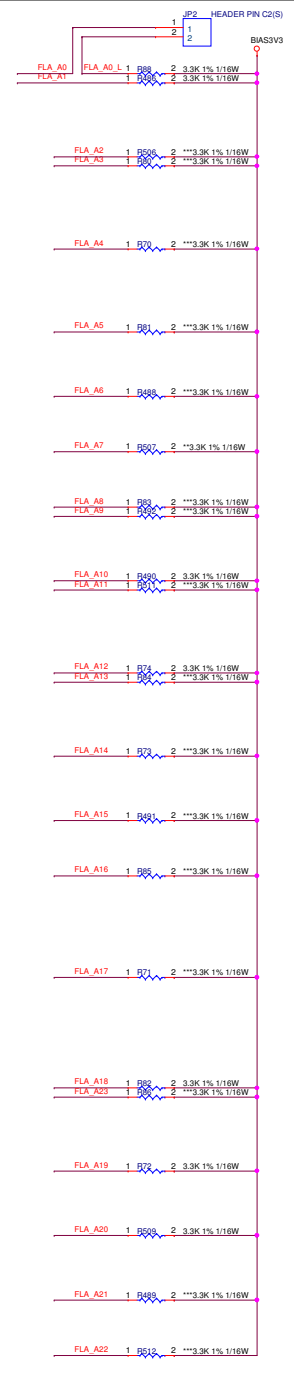 JP2 HEADER PIN C2(S)
1 1
2 2
BIAS3V3
FLA_A0 FLA_A0_L 1 R88 2 3.3K 1% 1/16W
FLA_A1 1 R486 2 3.3K 1% 1/16W
FLA_A2 1 R506 2 ***3.3K 1% 1/16W
FLA_A3 1 R80 2 ***3.3K 1% 1/16W
FLA_A4 1 R70 2 ***3.3K 1% 1/16W
FLA_A5 1 R81 2 ***3.3K 1% 1/16W
FLA_A6 1 R488 2 ***3.3K 1% 1/16W
FLA_A7 1 R507 2 **3.3K 1% 1/16W
FLA_A8 1 R83 2 ***3.3K 1% 1/16W
FLA_A9 1 R492 2 ***3.3K 1% 1/16W
FLA_A10 1 R490 2 3.3K 1% 1/16W
FLA_A11 1 R511 2 ***3.3K 1% 1/16W
FLA_A12 1 R74 2 3.3K 1% 1/16W
FLA_A13 1 R84 2 ***3.3K 1% 1/16W
FLA_A14 1 R73 2 ***3.3K 1% 1/16W
FLA_A15 1 R491 2 ***3.3K 1% 1/16W
FLA_A16 1 R85 2 ***3.3K 1% 1/16W
FLA_A17 1 R71 2 ***3.3K 1% 1/16W
FLA_A18 1 R82 2 3.3K 1% 1/16W
FLA_A23 1 2 ***3.3K 1% 1/16W
FLA_A19 1 R72 2 3.3K 1% 1/16W
FLA_A20 1 R509 2 3.3K 1% 1/16W
FLA_A21 1 R489 2 ***3.3K 1% 1/16W
FLA_A22 1 R512 2 ***3.3K 1% 1/16W